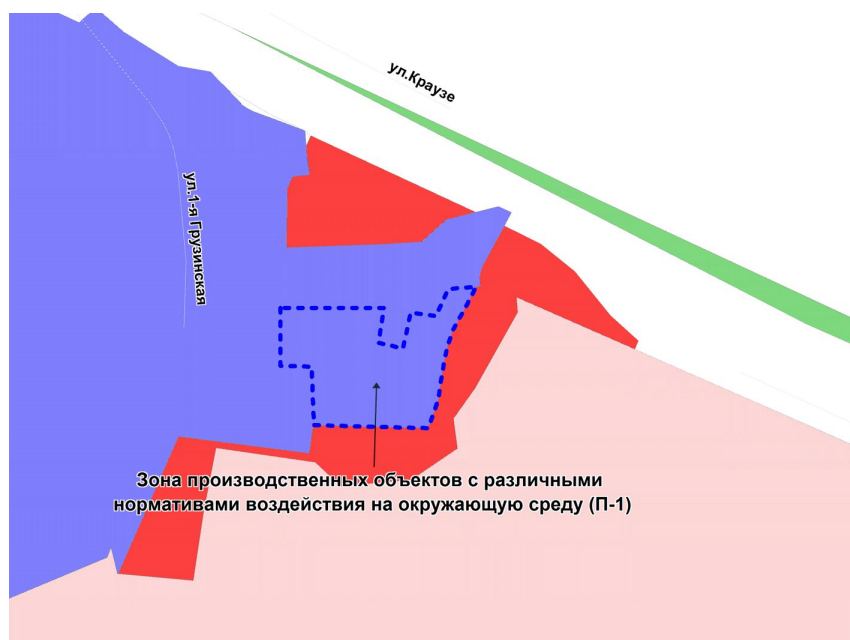 ул.Краузе
ул.1-я Грузинская
Зона производственных объектов с различными
нормативами воздействия на окружающую среду (П-1)